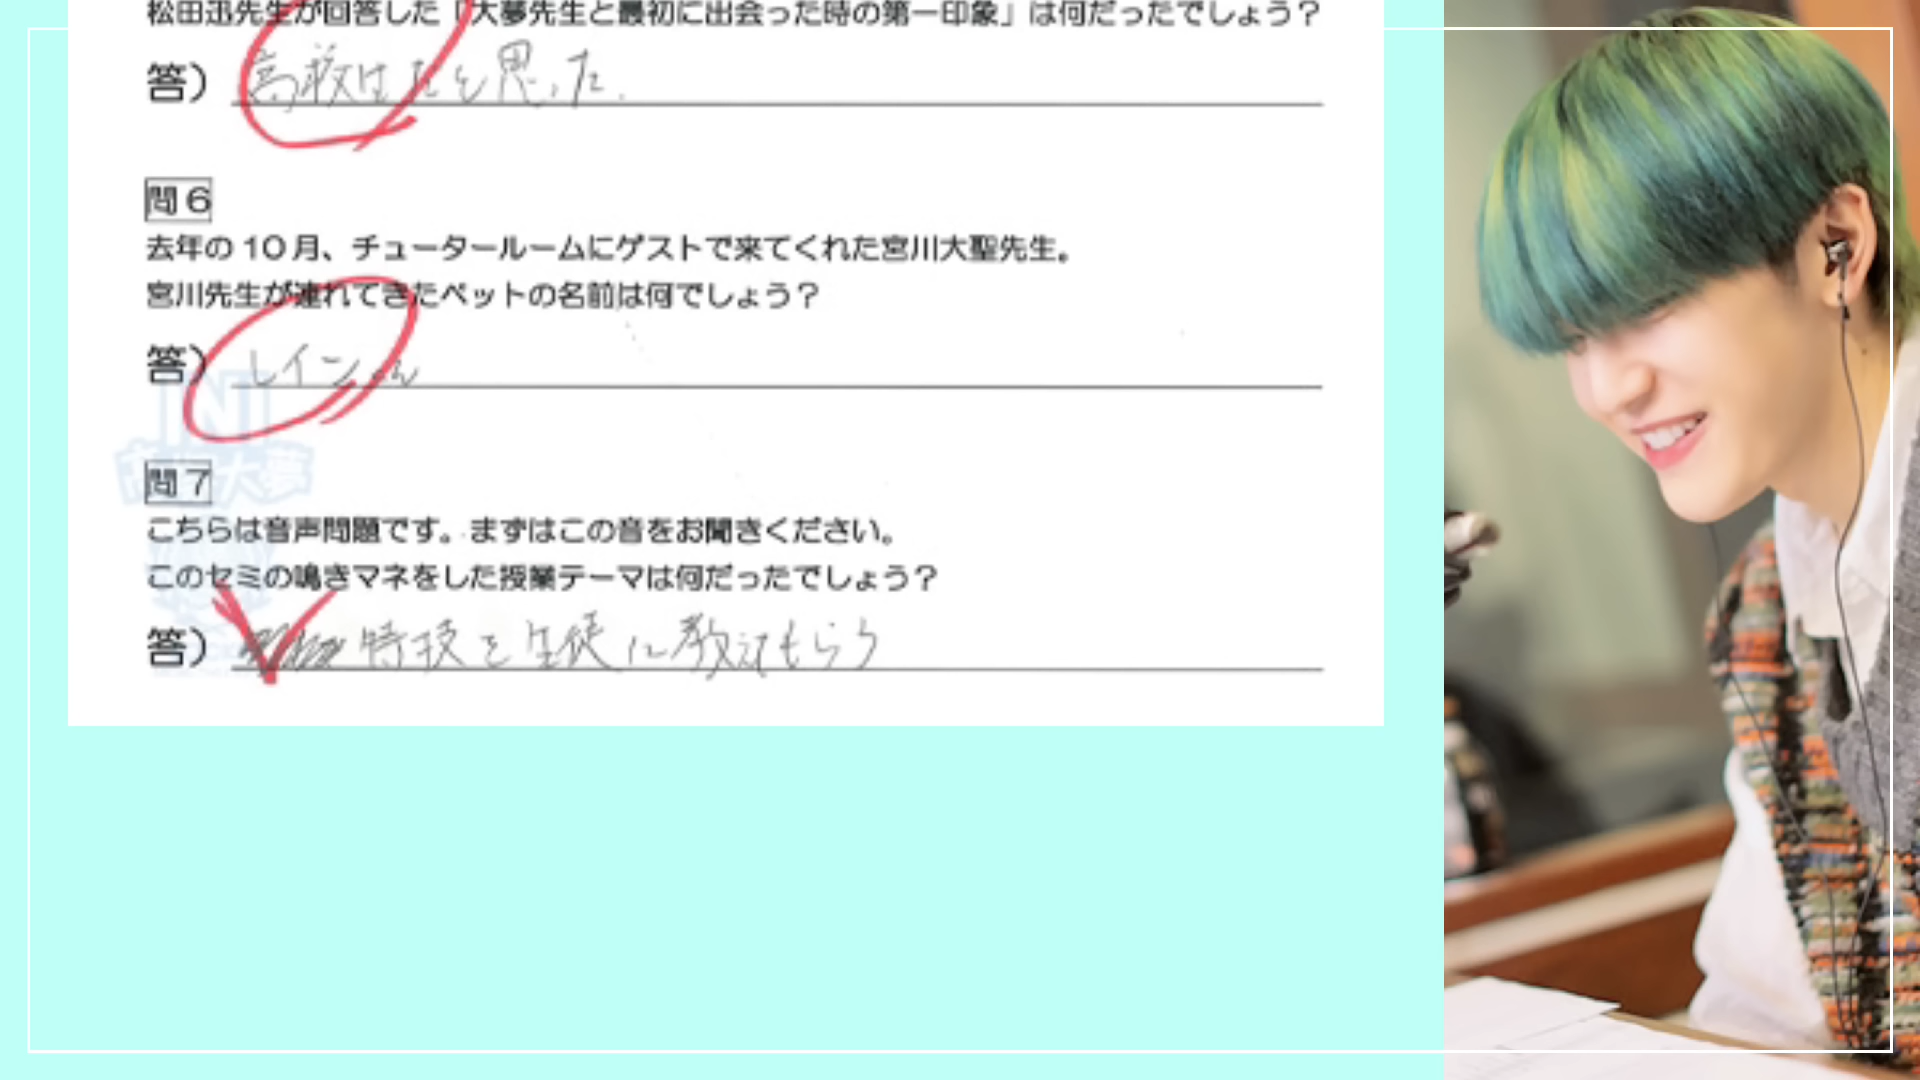 松田迅先生が回答した「大夢先生と最初に出会った時の第一印象」は何だったでしょう？
答） 高校生だと思った.
問６
去年の 10 月、チュータールームにゲストで来てくれた宮川大聖先生。
宮川先生が連れてきたペットの名前は何でしょう？
答） レインくん
INI
大夢
問７
こちらは音声問題です。まずはこの音をお聞きください。
このセミの鳴きマネをした授業テーマは何だったでしょう？
答） 特技を生徒に教えてもらう